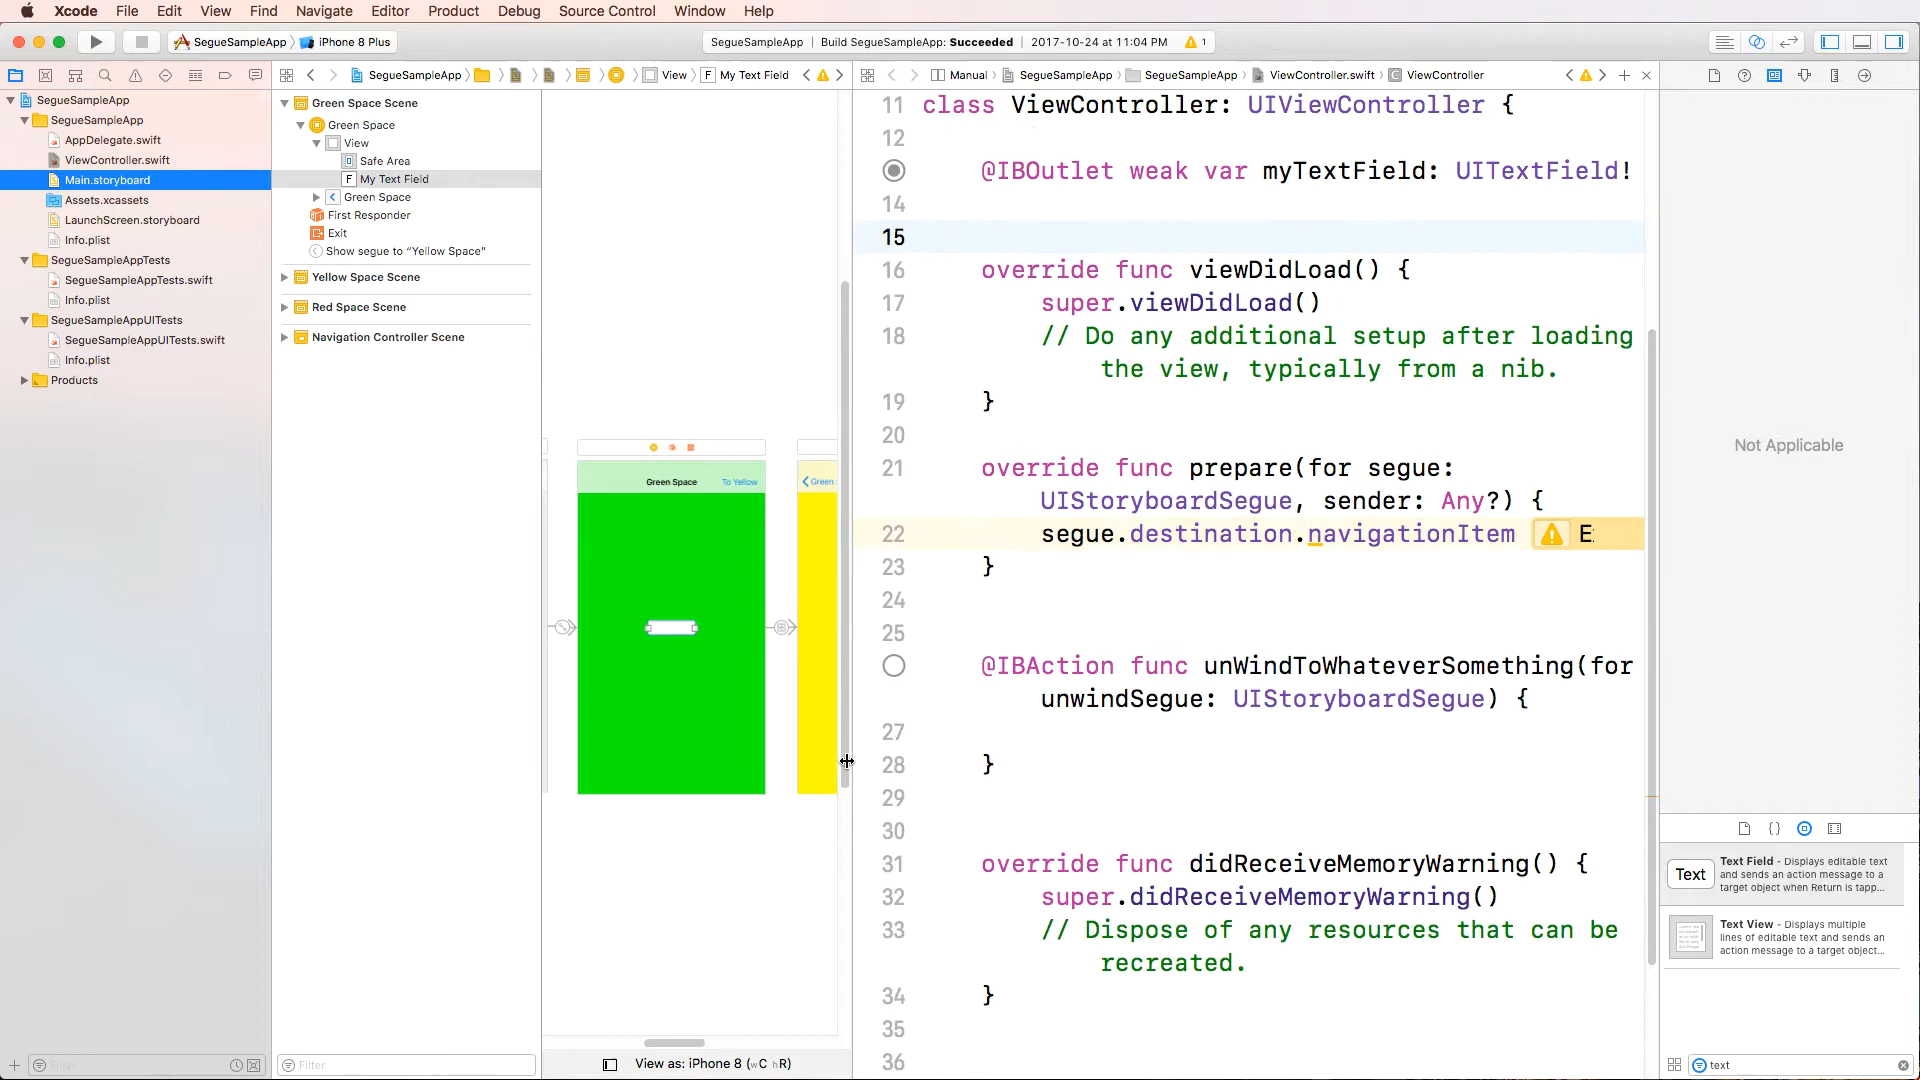 Xcode File Edit View Find Navigate Editor Product Debug Source Control Window Help
SegueSampleApp iPhone 8 Plus
SegueSampleApp Build SegueSampleApp: Succeeded 2017-10-24 at 11:04 PM 1
SegueSampleApp View F My Text Field
Manual SegueSampleApp SegueSampleApp ViewController.swift C ViewController
SegueSampleApp
SegueSampleApp
AppDelegate.swift
ViewController.swift
Main.storyboard
Assets.xcassets
LaunchScreen.storyboard
Info.plist
SegueSampleAppTests
SegueSampleAppTests.swift
Info.plist
SegueSampleAppUITests
SegueSampleAppUITests.swift
Info.plist
Products
Filter
Green Space Scene
Green Space
View
Safe Area
F My Text Field
Green Space
First Responder
Exit
Show segue to “Yellow Space”
Yellow Space Scene
Red Space Scene
Navigation Controller Scene
Filter
Green Space To Yellow
Green
View as: iPhone 8 (wC hR)
11 class ViewController: UIViewController {
12
@IBOutlet weak var myTextField: UITextField!
14
15
16 override func viewDidLoad() {
17 super.viewDidLoad()
18 // Do any additional setup after loading
the view, typically from a nib.
19 }
20
21 override func prepare(for segue:
UIStoryboardSegue, sender: Any?) {
22 segue.destination.navigationItem E
23 }
24
25
@IBAction func unWindToWhateverSomething(for
unwindSegue: UIStoryboardSegue) {
27
28 }
29
30
31 override func didReceiveMemoryWarning() {
32 super.didReceiveMemoryWarning()
33 // Dispose of any resources that can be
recreated.
34 }
35
36
Not Applicable
Text
Text Field - Displays editable text
and sends an action message to a
target object when Return is tapp...
Text View - Displays multiple
lines of editable text and sends an
action message to a target object...
text